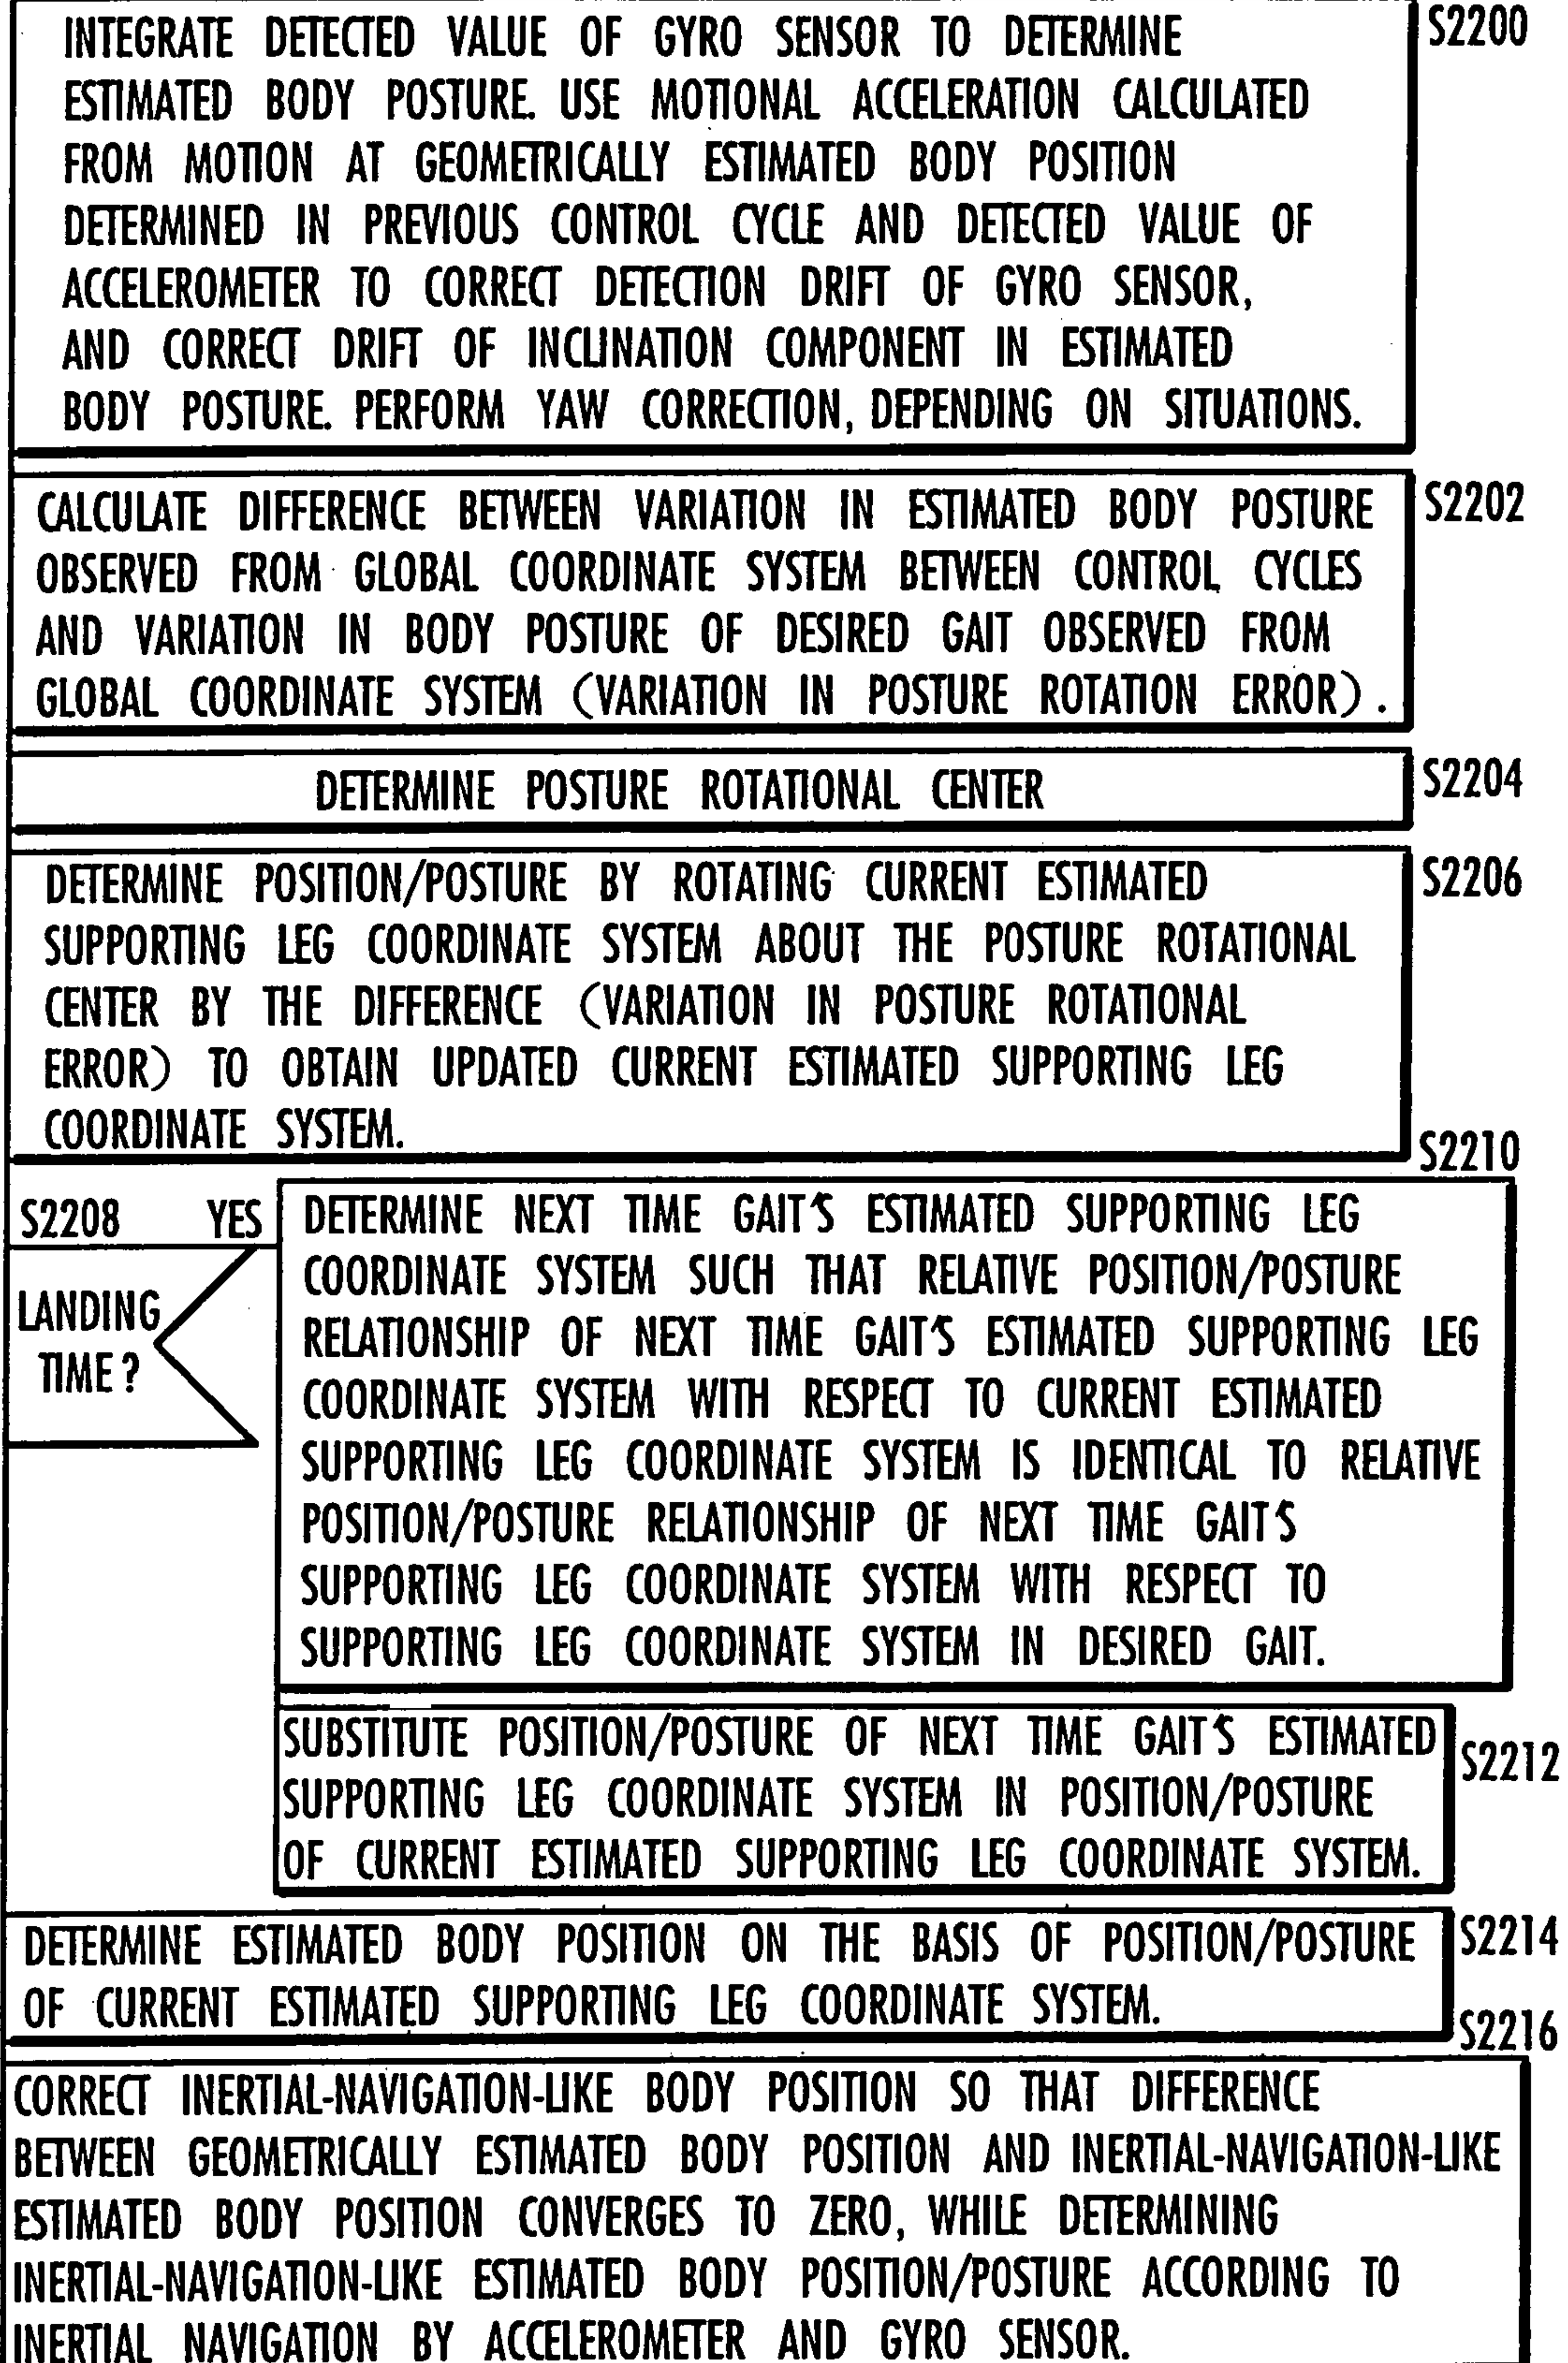 INTEGRATE DETECTED VALUE OF GYRO SENSOR TO DETERMINE
ESTIMATED BODY POSTURE. USE MOTIONAL ACCELERATION CALCULATED
FROM MOTION AT GEOMETRICALLY ESTIMATED BODY POSITION
DETERMINED IN PREVIOUS CONTROL CYCLE AND DETECTED VALUE OF
ACCELEROMETER TO CORRECT DETECTION DRIFT OF GYRO SENSOR,
AND CORRECT DRIFT OF INCLINATION COMPONENT IN ESTIMATED
BODY POSTURE. PERFORM YAW CORRECTION, DEPENDING ON SITUATIONS.
S2200
CALCULATE DIFFERENCE BETWEEN VARIATION IN ESTIMATED BODY POSTURE
OBSERVED FROM GLOBAL COORDINATE SYSTEM BETWEEN CONTROL CYCLES
AND VARIATION IN BODY POSTURE OF DESIRED GAIT OBSERVED FROM
GLOBAL COORDINATE SYSTEM (VARIATION IN POSTURE ROTATION ERROR).
S2202
DETERMINE POSTURE ROTATIONAL CENTER
S2204
DETERMINE POSITION/POSTURE BY ROTATING CURRENT ESTIMATED
SUPPORTING LEG COORDINATE SYSTEM ABOUT THE POSTURE ROTATIONAL
CENTER BY THE DIFFERENCE (VARIATION IN POSTURE ROTATIONAL
ERROR) TO OBTAIN UPDATED CURRENT ESTIMATED SUPPORTING LEG
COORDINATE SYSTEM.
S2206
S2208 YES
LANDING
TIME?
S2210
DETERMINE NEXT TIME GAIT'S ESTIMATED SUPPORTING LEG
COORDINATE SYSTEM SUCH THAT RELATIVE POSITION/POSTURE
RELATIONSHIP OF NEXT TIME GAIT'S ESTIMATED SUPPORTING LEG
COORDINATE SYSTEM WITH RESPECT TO CURRENT ESTIMATED
SUPPORTING LEG COORDINATE SYSTEM IS IDENTICAL TO RELATIVE
POSITION/POSTURE RELATIONSHIP OF NEXT TIME GAIT'S
SUPPORTING LEG COORDINATE SYSTEM WITH RESPECT TO
SUPPORTING LEG COORDINATE SYSTEM IN DESIRED GAIT.
SUBSTITUTE POSITION/POSTURE OF NEXT TIME GAIT'S ESTIMATED
SUPPORTING LEG COORDINATE SYSTEM IN POSITION/POSTURE
OF CURRENT ESTIMATED SUPPORTING LEG COORDINATE SYSTEM.
S2212
DETERMINE ESTIMATED BODY POSITION ON THE BASIS OF POSITION/POSTURE
OF CURRENT ESTIMATED SUPPORTING LEG COORDINATE SYSTEM.
S2214
S2216
CORRECT INERTIAL-NAVIGATION-LIKE BODY POSITION SO THAT DIFFERENCE
BETWEEN GEOMETRICALLY ESTIMATED BODY POSITION AND INERTIAL-NAVIGATION-LIKE
ESTIMATED BODY POSITION CONVERGES TO ZERO, WHILE DETERMINING
INERTIAL-NAVIGATION-LIKE ESTIMATED BODY POSITION/POSTURE ACCORDING TO
INERTIAL NAVIGATION BY ACCELEROMETER AND GYRO SENSOR.